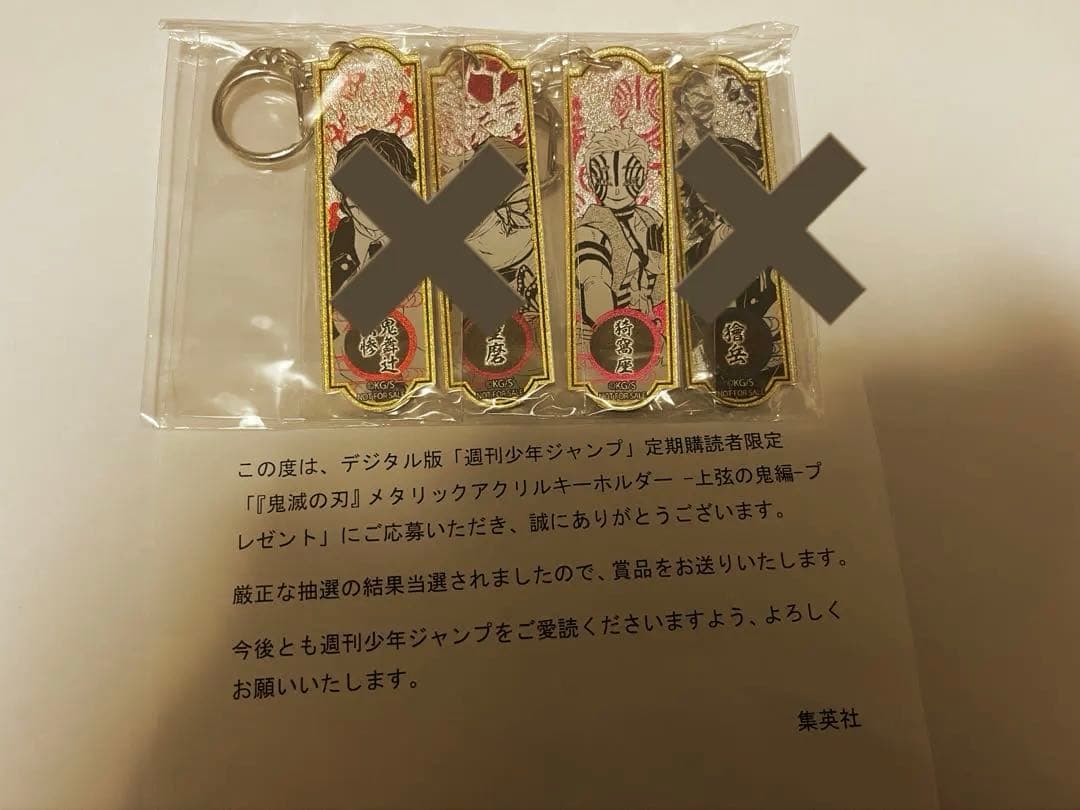 鬼舞辻
惨
磨
猗窩座
獪岳
©KG/S
NOT FOR SALE
©KG/S
NOT FOR SALE
©KG/S
NOT FOR SALE
©KG/S
NOT FOR SALE
この度は、デジタル版「週刊少年ジャンプ」定期購読者限定
「『鬼滅の刃』メタリックアクリルキーホルダー -上弦の鬼編-プ
レゼント」にご応募いただき、誠にありがとうございます。
厳正な抽選の結果当選されましたので、賞品をお送りいたします。
今後とも週刊少年ジャンプをご愛読くださいますよう、よろしく
お願いいたします。
集英社